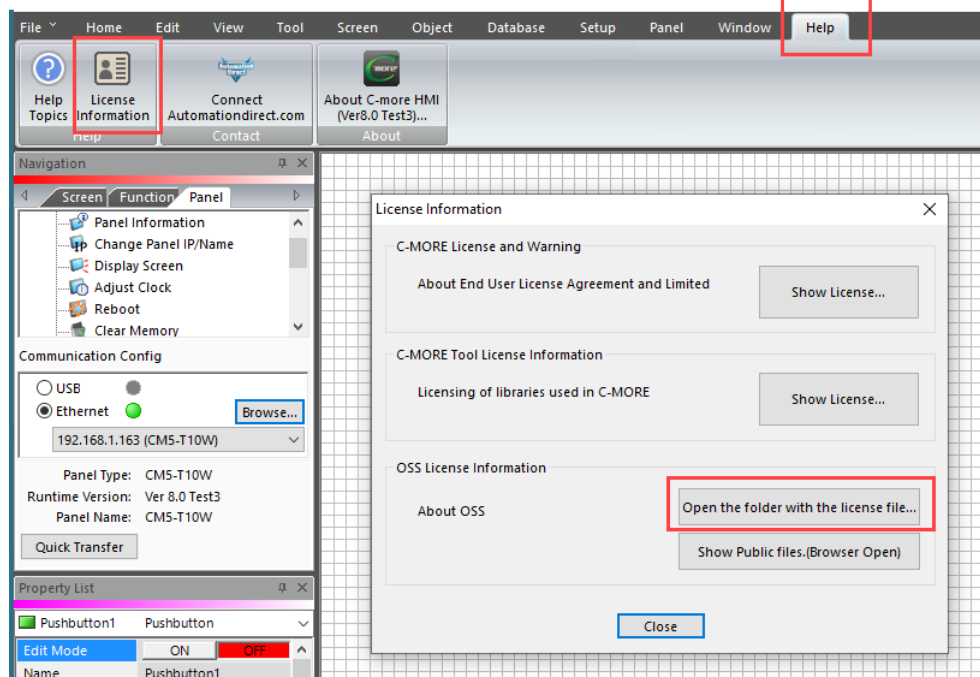 File Home Edit View Tool Screen Object Database Setup Panel Window Help
Help Topics
License Information
Connect Automationdirect.com
About C-more HMI (Ver8.0 Test3)...
Help Contact About
Navigation
Screen Function Panel
Panel Information
Change Panel IP/Name
Display Screen
Adjust Clock
Reboot
Clear Memory
Communication Config
USB
Ethernet Browse...
192.168.1.163 (CM5-T10W)
Panel Type: CM5-T10W
Runtime Version: Ver 8.0 Test3
Panel Name: CM5-T10W
Quick Transfer
Property List
Pushbutton1 Pushbutton
Edit Mode ON OFF
Name Pushbutton1
License Information
C-MORE License and Warning
About End User License Agreement and Limited Show License...
C-MORE Tool License Information
Licensing of libraries used in C-MORE Show License...
OSS License Information
About OSS Open the folder with the license file...
Show Public files.(Browser Open)
Close